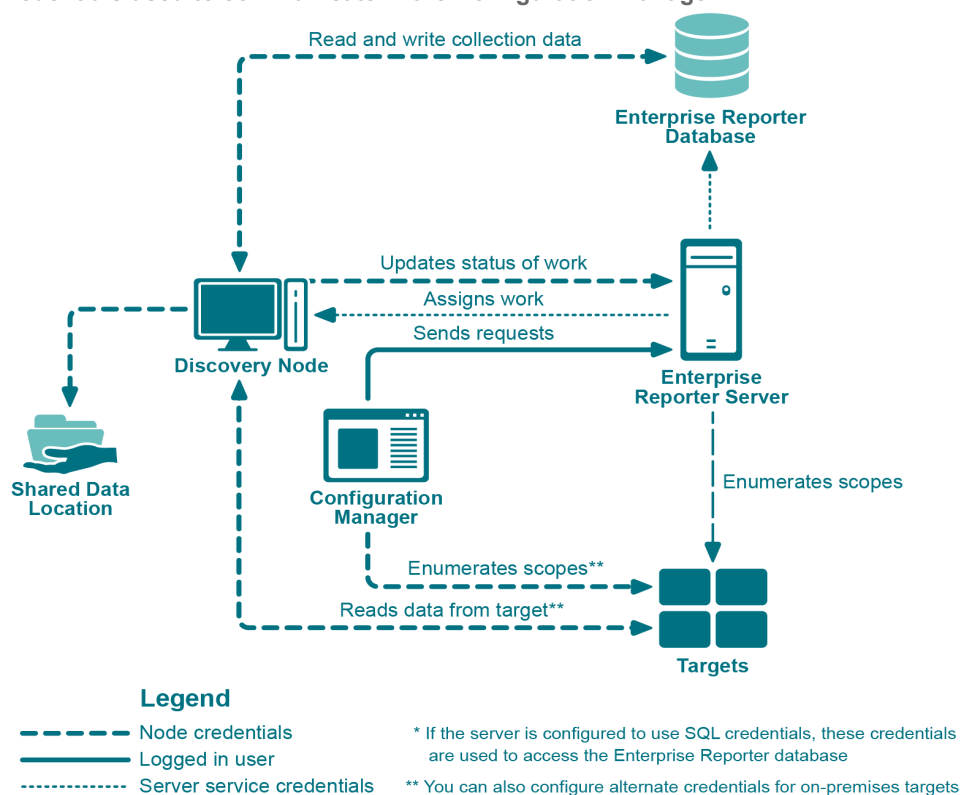 Read and write collection data
Enterprise Reporter
Database
Updates status of work
Assigns work
Sends requests
Discovery Node
Enterprise
Reporter Server
Shared Data
Location
Configuration
Manager
Enumerates scopes
Enumerates scopes**
Reads data from target**
Targets
Legend
Node credentials
Logged in user
Server service credentials
* If the server is configured to use SQL credentials, these credentials
are used to access the Enterprise Reporter database
** You can also configure alternate credentials for on-premises targets